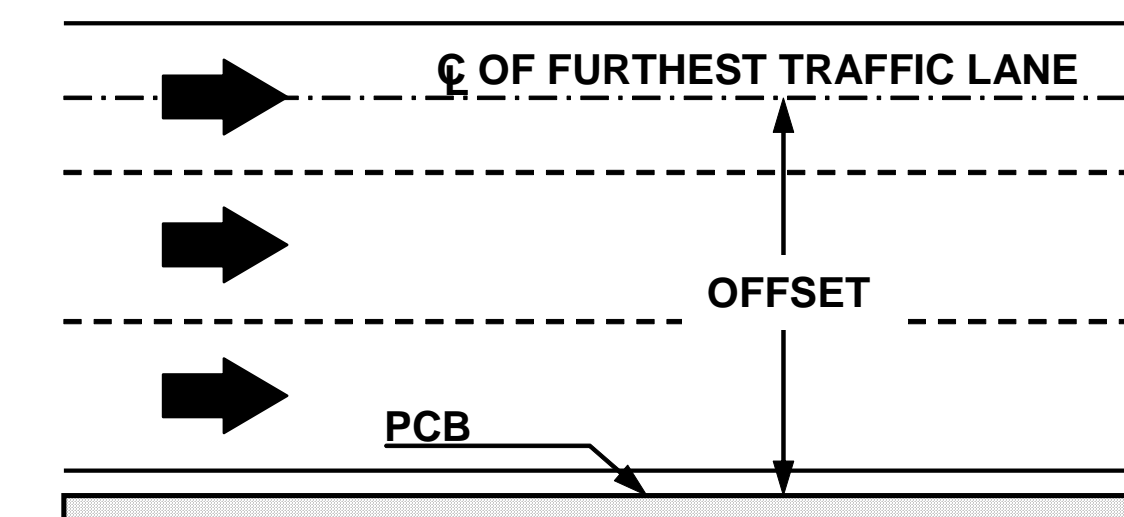 ℄ OF FURTHEST TRAFFIC LANE
OFFSET
PCB